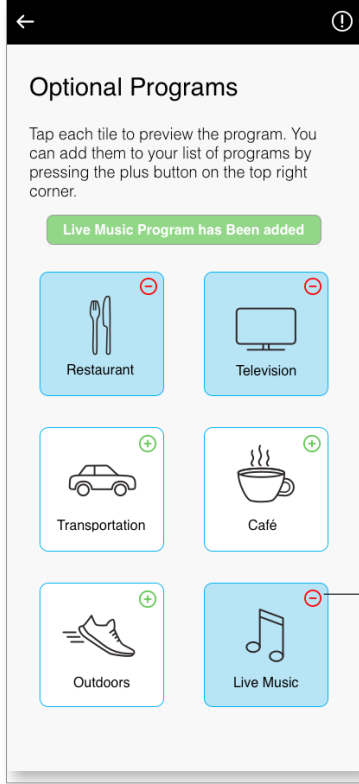 Optional Programs
Tap each tile to preview the program. You
can add them to your list of programs by
pressing the plus button on the top right
corner.
Live Music Program has Been added
Restaurant
Television
Transportation
Café
Outdoors
Live Music